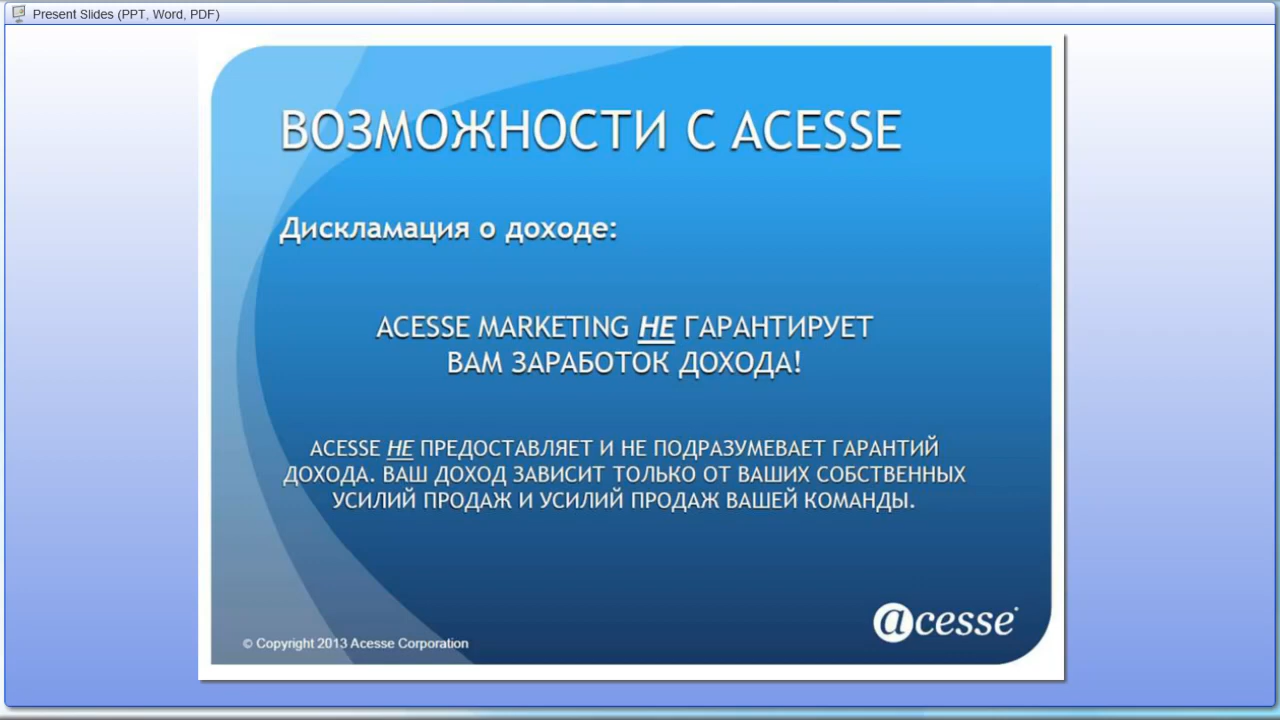 Present Slides (PPT, Word, PDF)
ВОЗМОЖНОСТИ С ACESSE
Дискламация о доходе:
ACESSE MARKETING НЕ ГАРАНТИРУЕТ
ВАМ ЗАРАБОТОК ДОХОДА!
ACESSE НЕ ПРЕДОСТАВЛЯЕТ И НЕ ПОДРАЗУМЕВАЕТ ГАРАНТИЙ
ДОХОДА. ВАШ ДОХОД ЗАВИСИТ ТОЛЬКО ОТ ВАШИХ СОБСТВЕННЫХ
УСИЛИЙ ПРОДАЖ И УСИЛИЙ ПРОДАЖ ВАШЕЙ КОМАНДЫ.
acesse
© Copyright 2013 Acesse Corporation